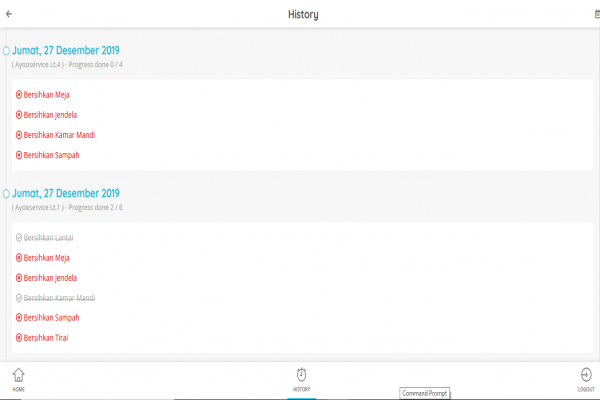 History
Jumat, 27 Desember 2019
( Ayooservice Lt.4 ) - Progress done 0 / 4
Bersihkan Meja
Bersihkan Jendela
Bersihkan Kamar Mandi
Bersihkan Sampah
Jumat, 27 Desember 2019
( Ayooservice Lt.1 ) - Progress done 2 / 6
Bersihkan Lantai
Bersihkan Meja
Bersihkan Jendela
Bersihkan Kamar Mandi
Bersihkan Sampah
Bersihkan Tirai
HOME
HISTORY
LOGOUT
Command Prompt